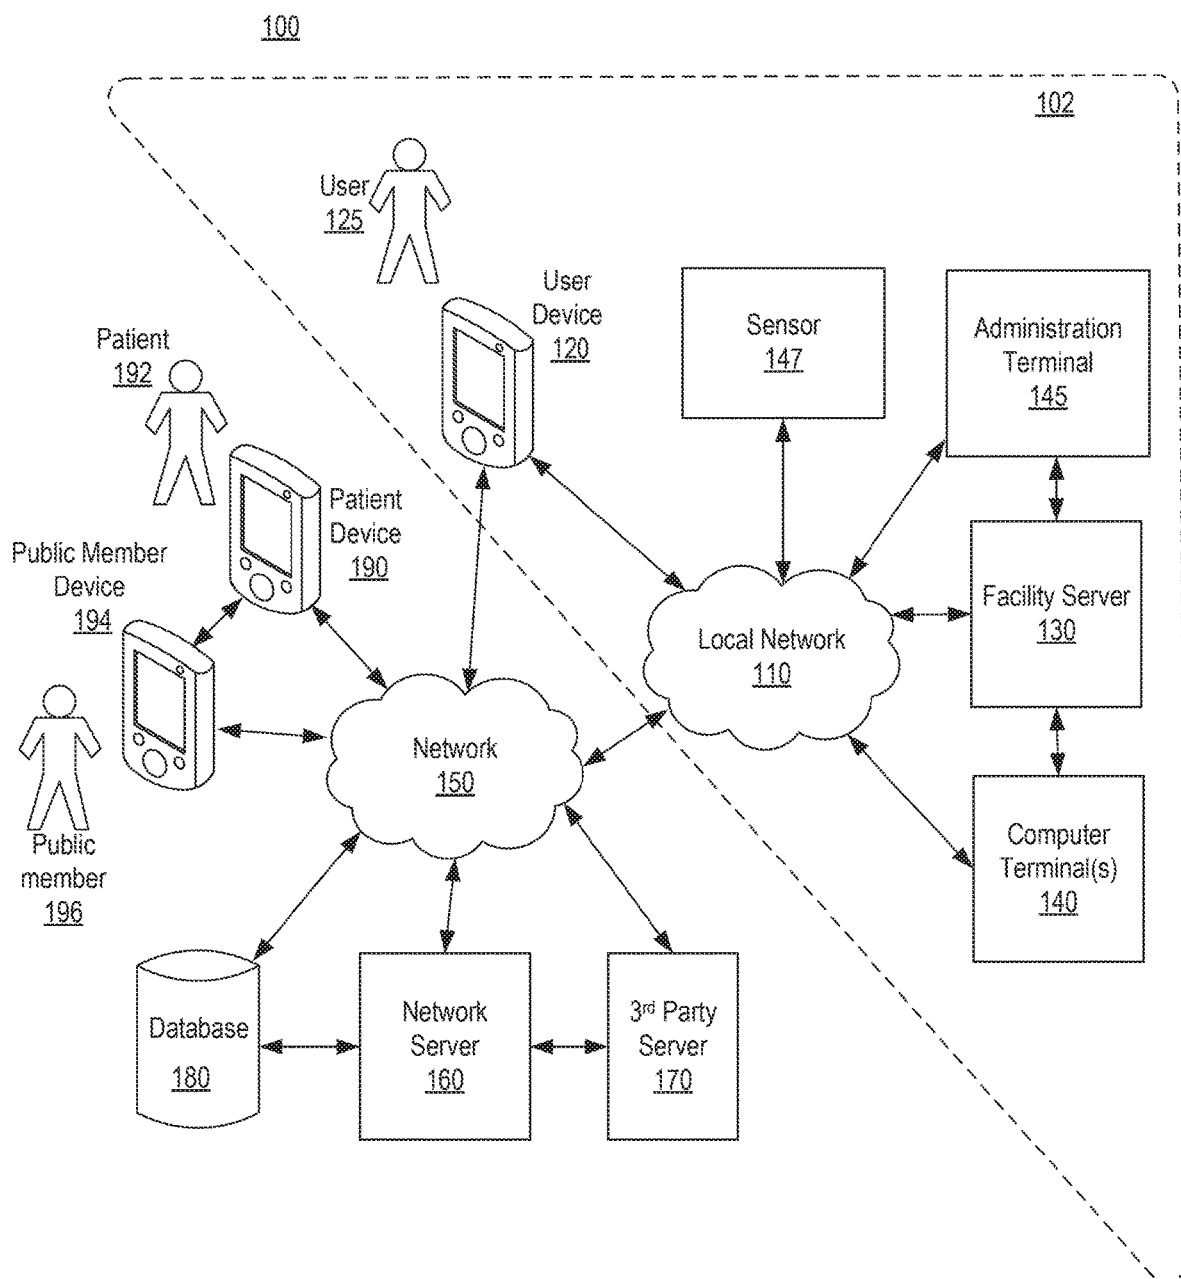 100
102
User
125
User
Device
120
Sensor
147
Administration
Terminal
145
Patient
192
Patient
Device
190
Public Member
Device
194
Facility Server
130
Local Network
110
Network
150
Public
member
196
Computer
Terminal(s)
140
Database
180
Network
Server
160
3rd Party
Server
170